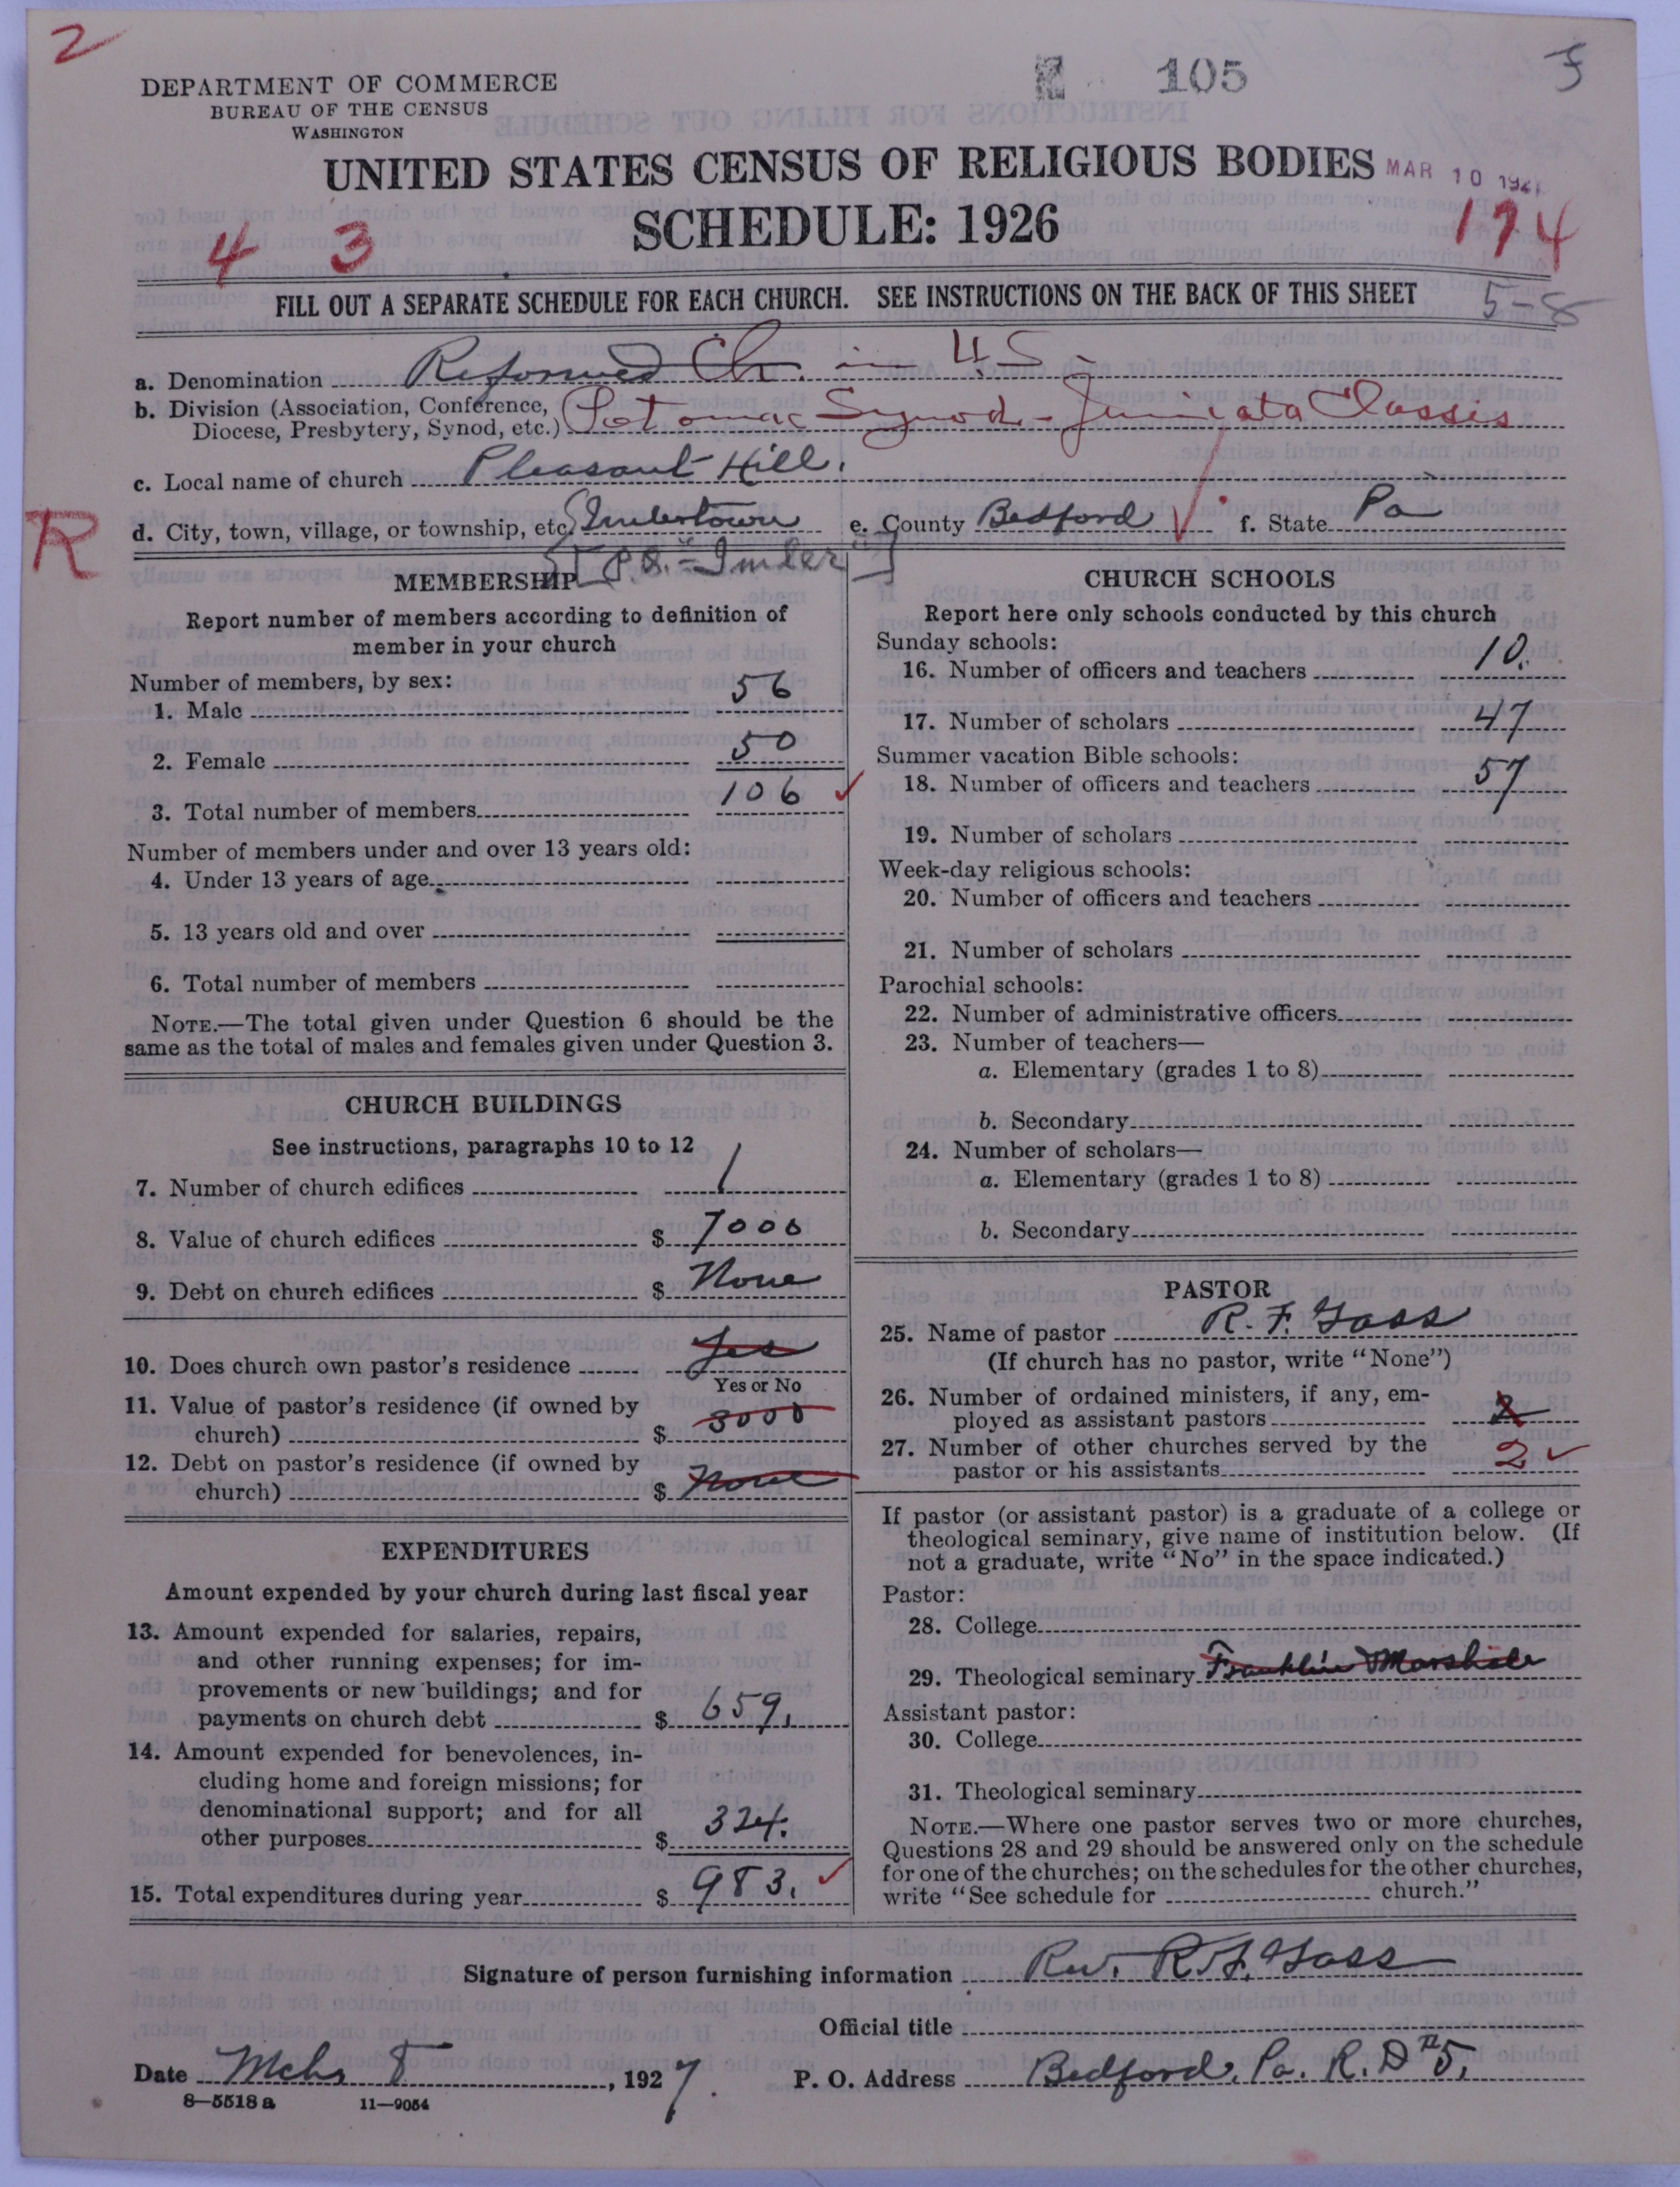 2
DEPARTMENT OF COMMERCE
BUREAU OF THE CENSUS
WASHINGTON
105
UNITED STATES CENSUS OF RELIGIOUS BODIES
MAR 10 192
SCHEDULE: 1926
4 3
174
FILL OUT A SEPARATE SCHEDULE FOR EACH CHURCH. SEE INSTRUCTIONS ON THE BACK OF THIS SHEET
5-8
a. Denomination Reformed Ch. in U.S.
b. Division (Association, Conference, Diocese, Presbytery, Synod, etc.) Potomac Synod - Juniata Classis
c. Local name of church Pleasant Hill.
R
d. City, town, village, or township, etc. Imlertown e. County Bedford f. State Pa
[P.O. = Imler]
MEMBERSHIP
Report number of members according to definition of
member in your church
Number of members, by sex:
1. Male 56
2. Female 50
3. Total number of members 106
Number of members under and over 13 years old:
4. Under 13 years of age
5. 13 years old and over
6. Total number of members
NOTE.—The total given under Question 6 should be the
same as the total of males and females given under Question 3.
CHURCH BUILDINGS
See instructions, paragraphs 10 to 12
7. Number of church edifices 1
8. Value of church edifices $ 7000
9. Debt on church edifices $ None
10. Does church own pastor's residence Yes
Yes or No
11. Value of pastor's residence (if owned by
church) $ 3000
12. Debt on pastor's residence (if owned by
church) $ None
EXPENDITURES
Amount expended by your church during last fiscal year
13. Amount expended for salaries, repairs,
and other running expenses; for im-
provements or new buildings; and for
payments on church debt $ 659.
14. Amount expended for benevolences, in-
cluding home and foreign missions; for
denominational support; and for all
other purposes $ 324.
15. Total expenditures during year $ 983.
CHURCH SCHOOLS
Report here only schools conducted by this church
Sunday schools:
16. Number of officers and teachers 10.
17. Number of scholars 47
Summer vacation Bible schools:
18. Number of officers and teachers 57
19. Number of scholars
Week-day religious schools:
20. Number of officers and teachers
21. Number of scholars
Parochial schools:
22. Number of administrative officers
23. Number of teachers—
a. Elementary (grades 1 to 8)
b. Secondary
24. Number of scholars—
a. Elementary (grades 1 to 8)
b. Secondary
PASTOR
25. Name of pastor R. F. Gass
(If church has no pastor, write "None")
26. Number of ordained ministers, if any, em-
ployed as assistant pastors 2
27. Number of other churches served by the
pastor or his assistants 2
If pastor (or assistant pastor) is a graduate of a college or
theological seminary, give name of institution below. (If
not a graduate, write "No" in the space indicated.)
Pastor:
28. College
29. Theological seminary Franklin Marshall
Assistant pastor:
30. College
31. Theological seminary
NOTE.—Where one pastor serves two or more churches,
Questions 28 and 29 should be answered only on the schedule
for one of the churches; on the schedules for the other churches,
write "See schedule for church."
Signature of person furnishing information Rev. R. F. Gass
Official title
Date Mch. 8, 1927. P. O. Address Bedford, Pa. R. D #5.
8—5518 a 11—9054